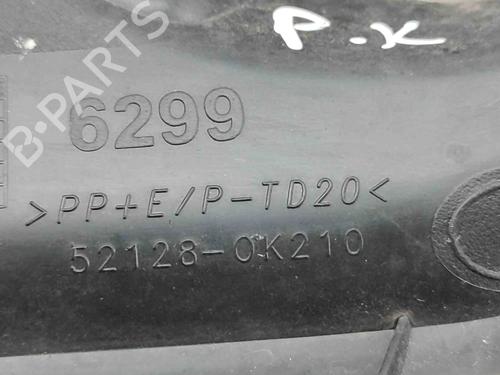 P.K
6299
>PP+E/P-TD20<
52128-0K210
B-PARTS